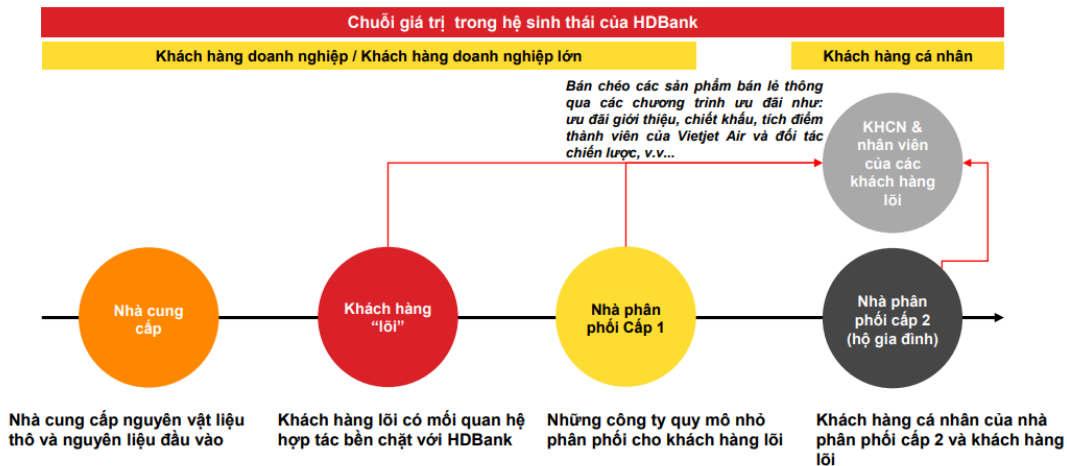 Chuỗi giá trị trong hệ sinh thái của HDBank
Khách hàng doanh nghiệp / Khách hàng doanh nghiệp lớn
Khách hàng cá nhân
Bán chéo các sản phẩm bán lẻ thông
qua các chương trình ưu đãi như:
ưu đãi giới thiệu, chiết khấu, tích điểm
thành viên của Vietjet Air và đối tác
chiến lược, v.v...
KHCN &
nhân viên
của các
khách hàng
lõi
Nhà cung
cấp
Khách hàng
“lõi”
Nhà phân
phối Cấp 1
Nhà phân
phối cấp 2
(hộ gia đình)
Nhà cung cấp nguyên vật liệu
thô và nguyên liệu đầu vào
Khách hàng lõi có mối quan hệ
hợp tác bền chặt với HDBank
Những công ty quy mô nhỏ
phân phối cho khách hàng lõi
Khách hàng cá nhân của nhà
phân phối cấp 2 và khách hàng
lõi